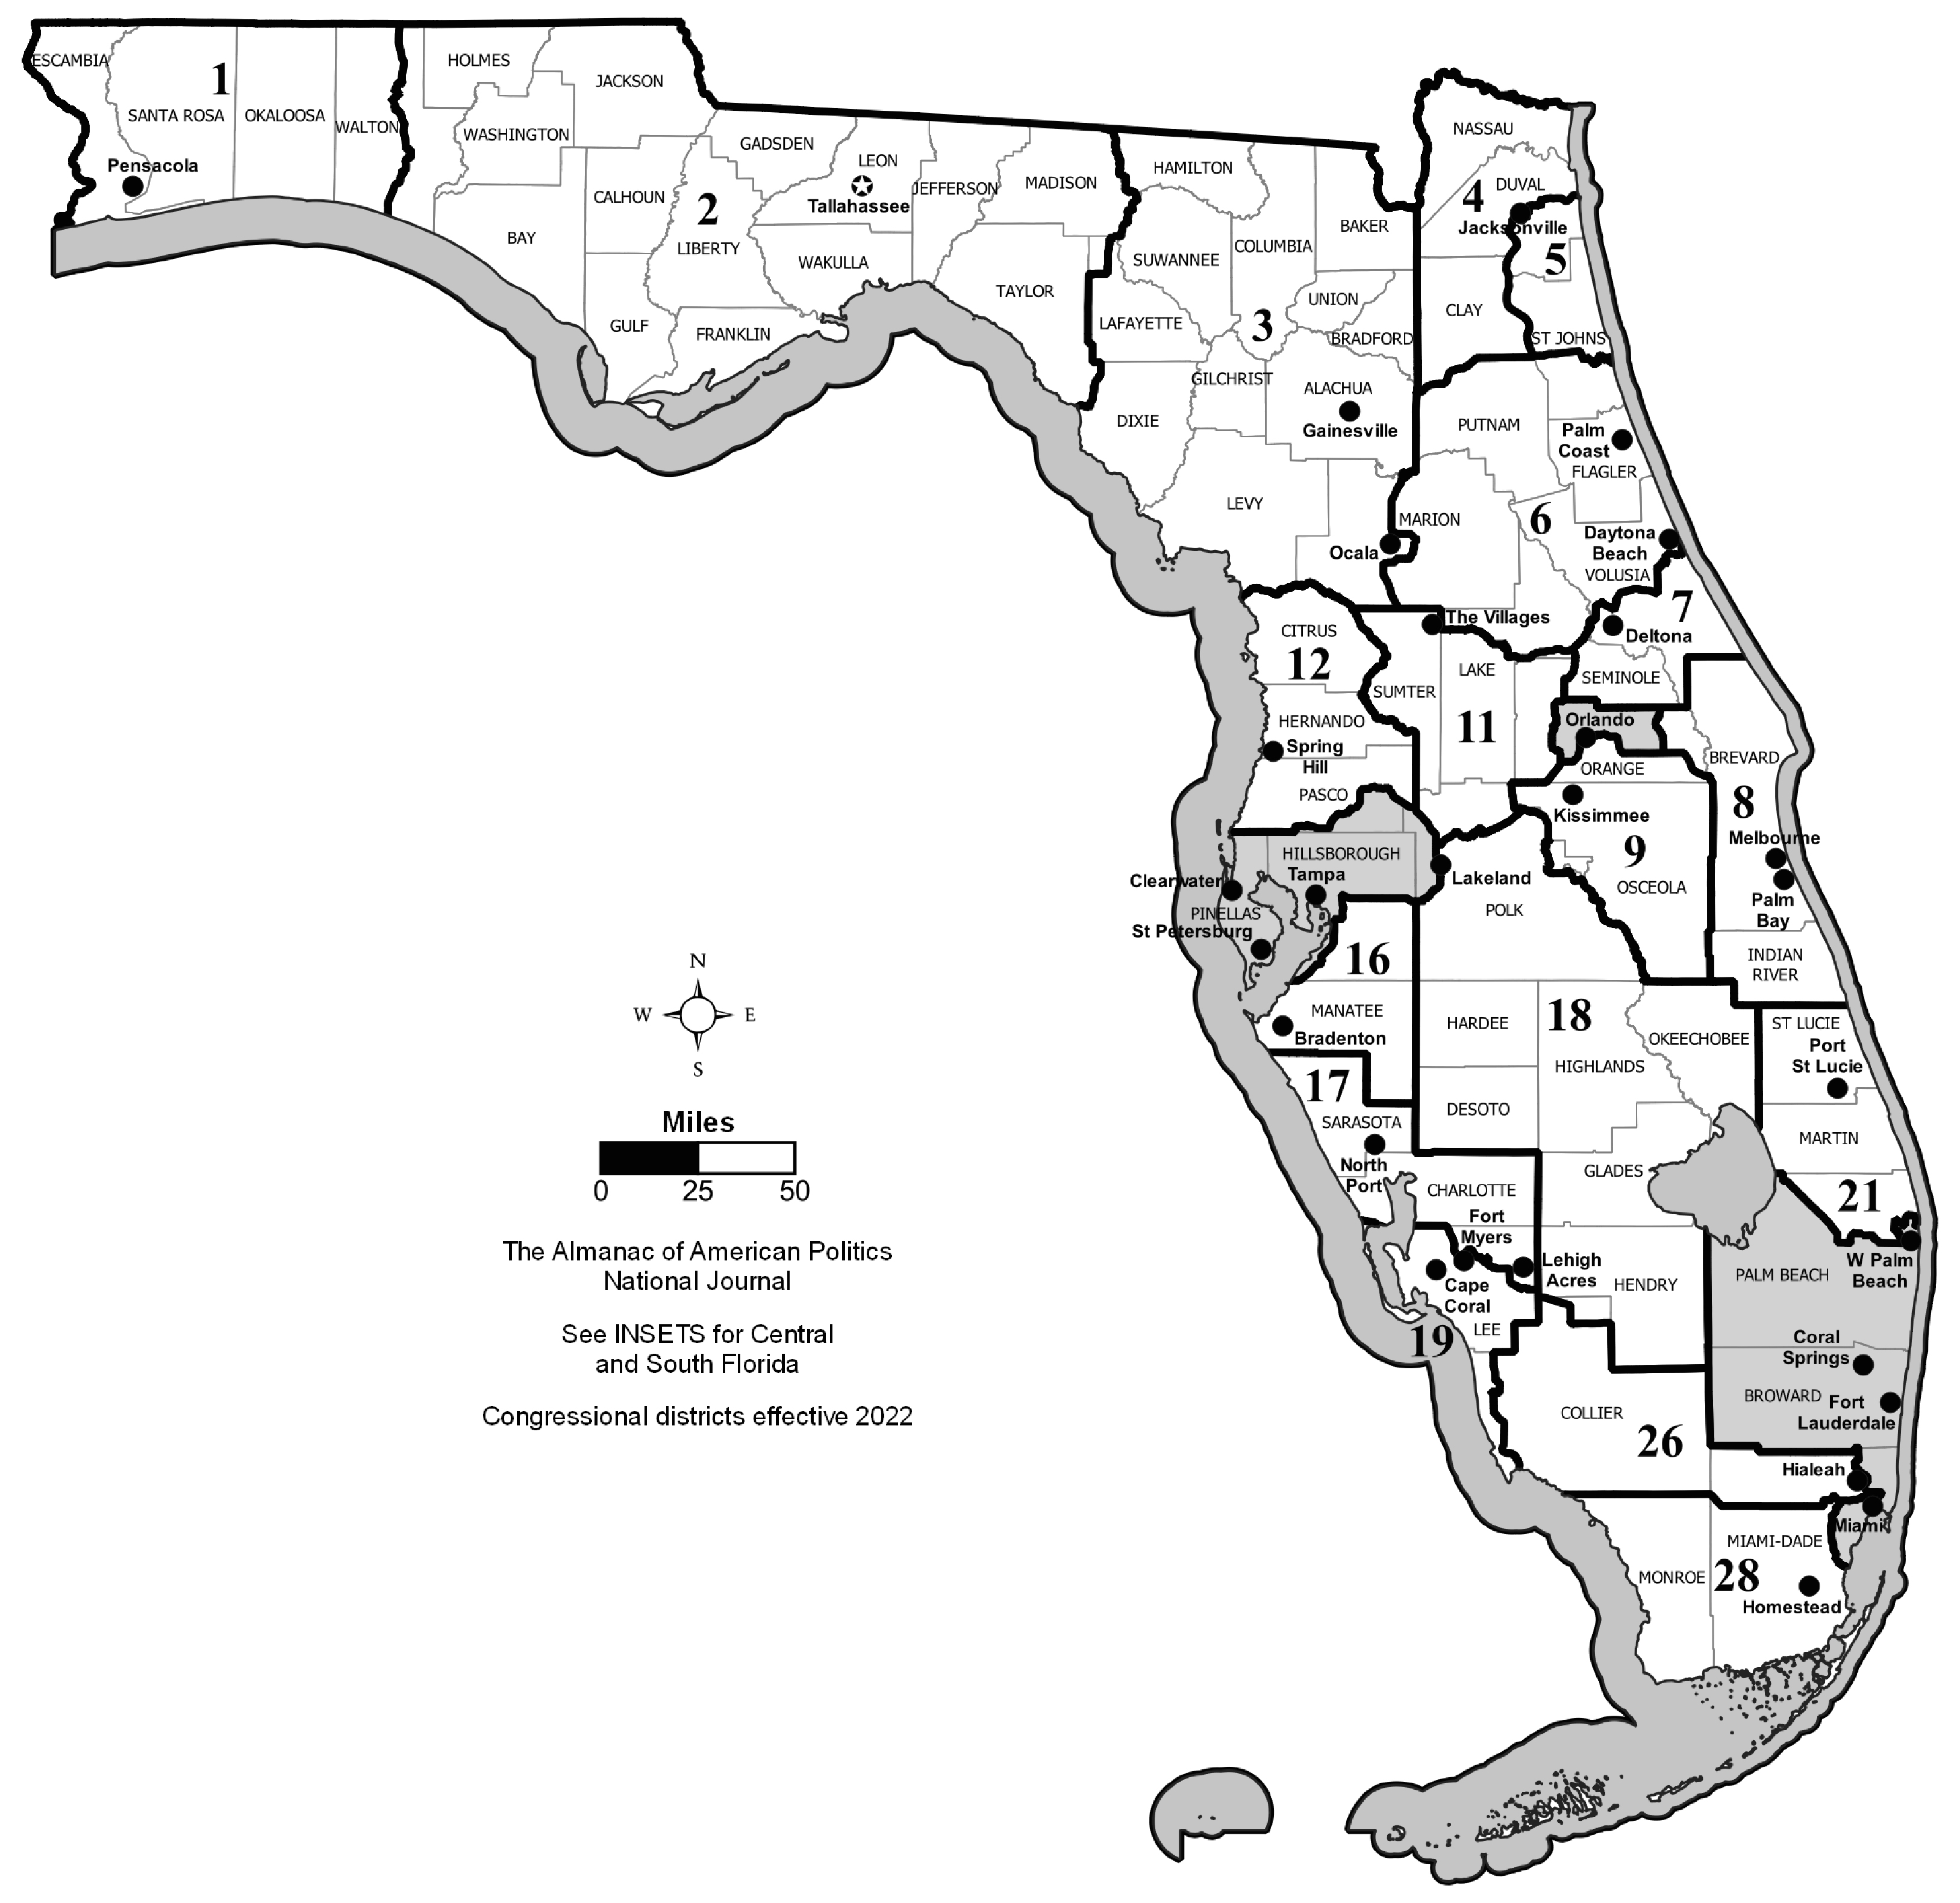 ESCAMBIA
1
SANTA ROSA
OKALOOSA
WALTON
Pensacola
HOLMES
JACKSON
WASHINGTON
BAY
CALHOUN
GULF
2
LIBERTY
FRANKLIN
GADSDEN
LEON
Tallahassee
WAKULLA
JEFFERSON
MADISON
TAYLOR
HAMILTON
SUWANNEE
COLUMBIA
BAKER
LAFAYETTE
UNION
3
BRADFORD
GILCHRIST
ALACHUA
Gainesville
DIXIE
LEVY
NASSAU
4
DUVAL
Jacksonville
5
CLAY
ST JOHNS
PUTNAM
Palm
Coast
FLAGLER
MARION
6
Ocala
Daytona
Beach
VOLUSIA
7
Deltona
The Villages
CITRUS
12
SUMTER
LAKE
11
SEMINOLE
HERNANDO
Spring
Hill
PASCO
Orlando
ORANGE
BREVARD
Kissimmee
8
Melbourne
9
OSCEOLA
Palm
Bay
HILLSBOROUGH
Tampa
Clearwater
PINELLAS
St Petersburg
Lakeland
POLK
INDIAN
RIVER
16
MANATEE
Bradenton
HARDEE
18
HIGHLANDS
OKEECHOBEE
ST LUCIE
Port
St Lucie
17
SARASOTA
North
Port
DESOTO
MARTIN
GLADES
CHARLOTTE
21
W Palm
Beach
Fort
Myers
Lehigh
Acres
Cape
Coral
HENDRY
PALM BEACH
19
LEE
Coral
Springs
BROWARD
Fort
Lauderdale
COLLIER
26
Hialeah
Miami
MIAMI-DADE
MONROE
28
Homestead
N
W
E
S
Miles
0 25 50
The Almanac of American Politics
National Journal
See INSETS for Central
and South Florida
Congressional districts effective 2022